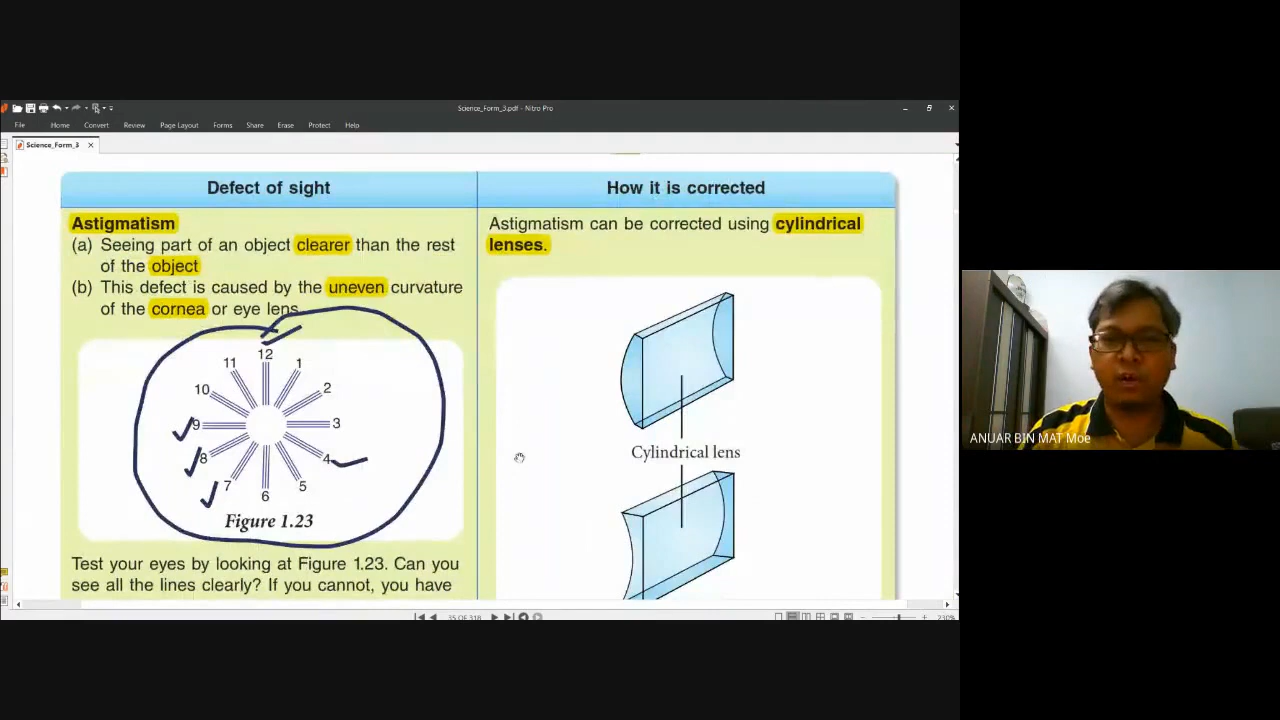 Science_Form_3.pdf - Nitro Pro
File Home Convert Review Page Layout Forms Share Erase Protect Help
Science_Form_3
Defect of sight
How it is corrected
Astigmatism
(a) Seeing part of an object clearer than the rest
of the object
(b) This defect is caused by the uneven curvature
of the cornea or eye lens
12
11 1
10 2
9 3
8 4
7 5
6
Figure 1.23
Test your eyes by looking at Figure 1.23. Can you
see all the lines clearly? If you cannot, you have
Astigmatism can be corrected using cylindrical
lenses.
Cylindrical lens
ANUAR BIN MAT Moe
35 OF 318
230%